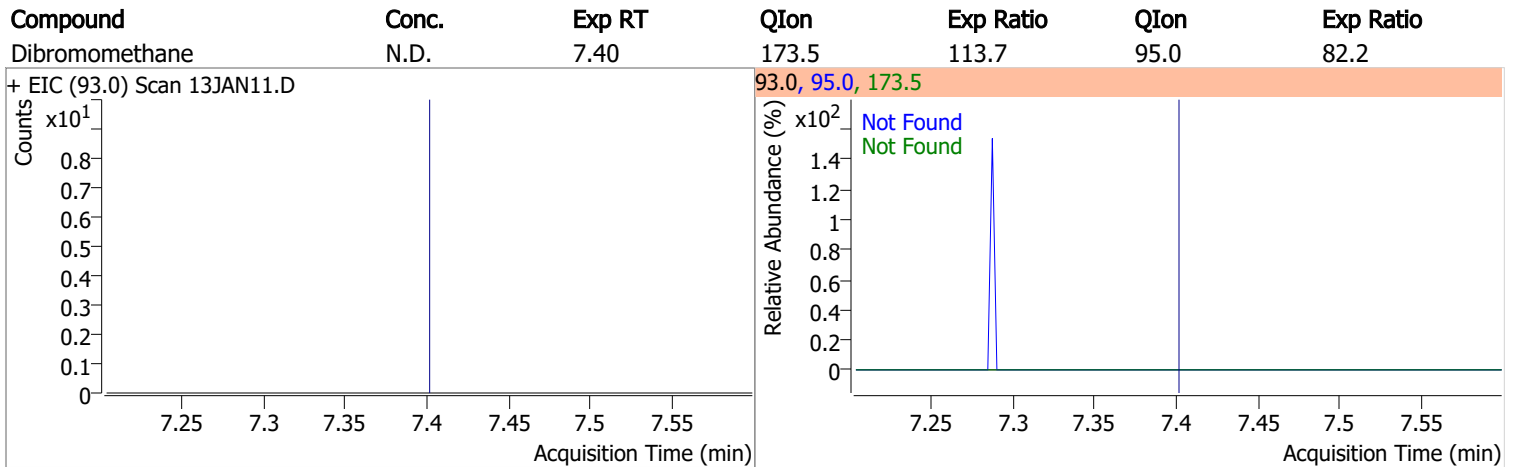 Compound Conc. Exp RT QIon Exp Ratio QIon Exp Ratio
Dibromomethane N.D. 7.40 173.5 113.7 95.0 82.2
+ EIC (93.0) Scan 13JAN11.D
Counts
x10¹
0.8
0.7
0.6
0.5
0.4
0.3
0.2
0.1
0
7.25 7.3 7.35 7.4 7.45 7.5 7.55
Acquisition Time (min)
93.0, 95.0, 173.5
Relative Abundance (%)
x10²
Not Found
Not Found
1.4
1.2
1
0.8
0.6
0.4
0.2
0
7.25 7.3 7.35 7.4 7.45 7.5 7.55
Acquisition Time (min)